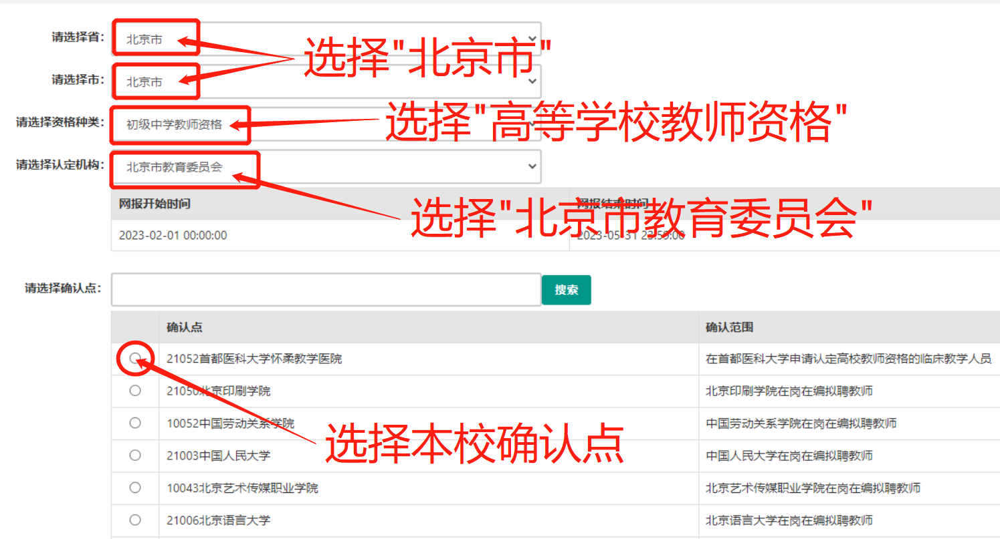 请选择省： 北京市
选择"北京市"
请选择市： 北京市
请选择资格种类： 初级中学教师资格
选择"高等学校教师资格"
请选择认定机构： 北京市教育委员会
网报开始时间 网报结束时间
选择"北京市教育委员会"
2023-02-01 00:00:00 2023-05-31 23:59:00
请选择确认点： 搜索
确认点 确认范围
21052首都医科大学怀柔教学医院 在首都医科大学申请认定高校教师资格的临床教学人员
21050北京印刷学院 北京印刷学院在岗在编拟聘教师
10052中国劳动关系学院 中国劳动关系学院在岗在编拟聘教师
选择本校确认点
21003中国人民大学 中国人民大学在岗在编拟聘教师
10043北京艺术传媒职业学院 北京艺术传媒职业学院在岗在编拟聘教师
21006北京语言大学 北京语言大学在岗在编拟聘教师